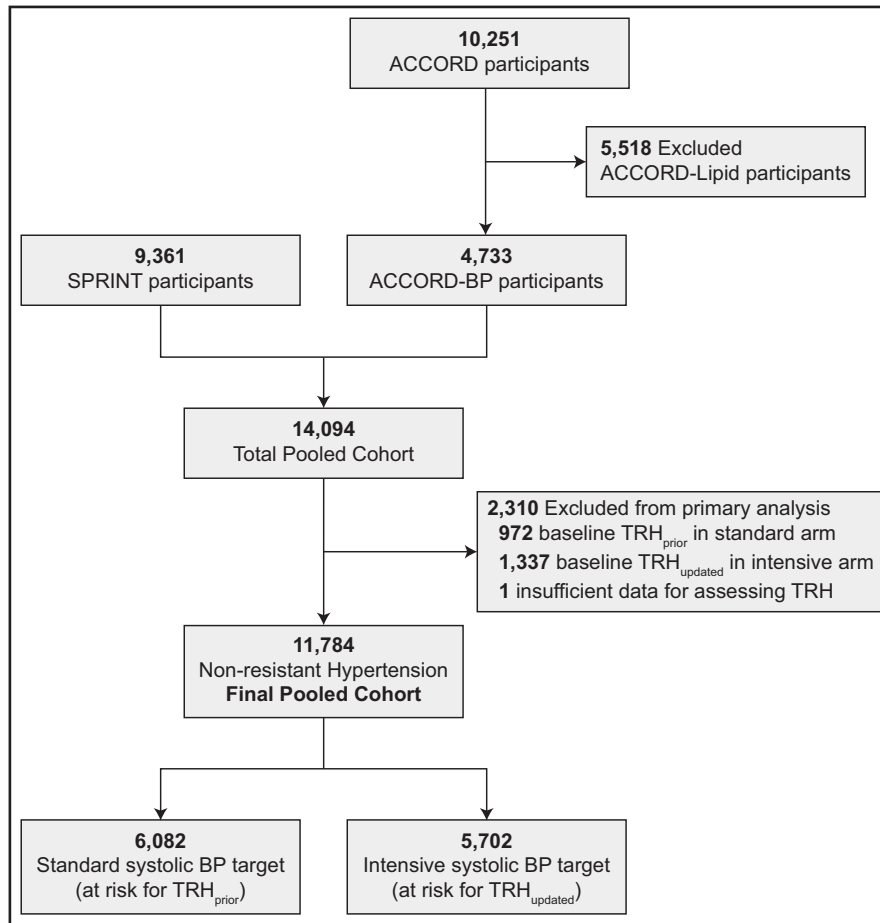 10,251
ACCORD participants
5,518 Excluded
ACCORD-Lipid participants
9,361
SPRINT participants
4,733
ACCORD-BP participants
14,094
Total Pooled Cohort
2,310 Excluded from primary analysis
972 baseline TRHprior in standard arm
1,337 baseline TRHupdated in intensive arm
1 insufficient data for assessing TRH
11,784
Non-resistant Hypertension
Final Pooled Cohort
6,082
Standard systolic BP target
(at risk for TRHprior)
5,702
Intensive systolic BP target
(at risk for TRHupdated)